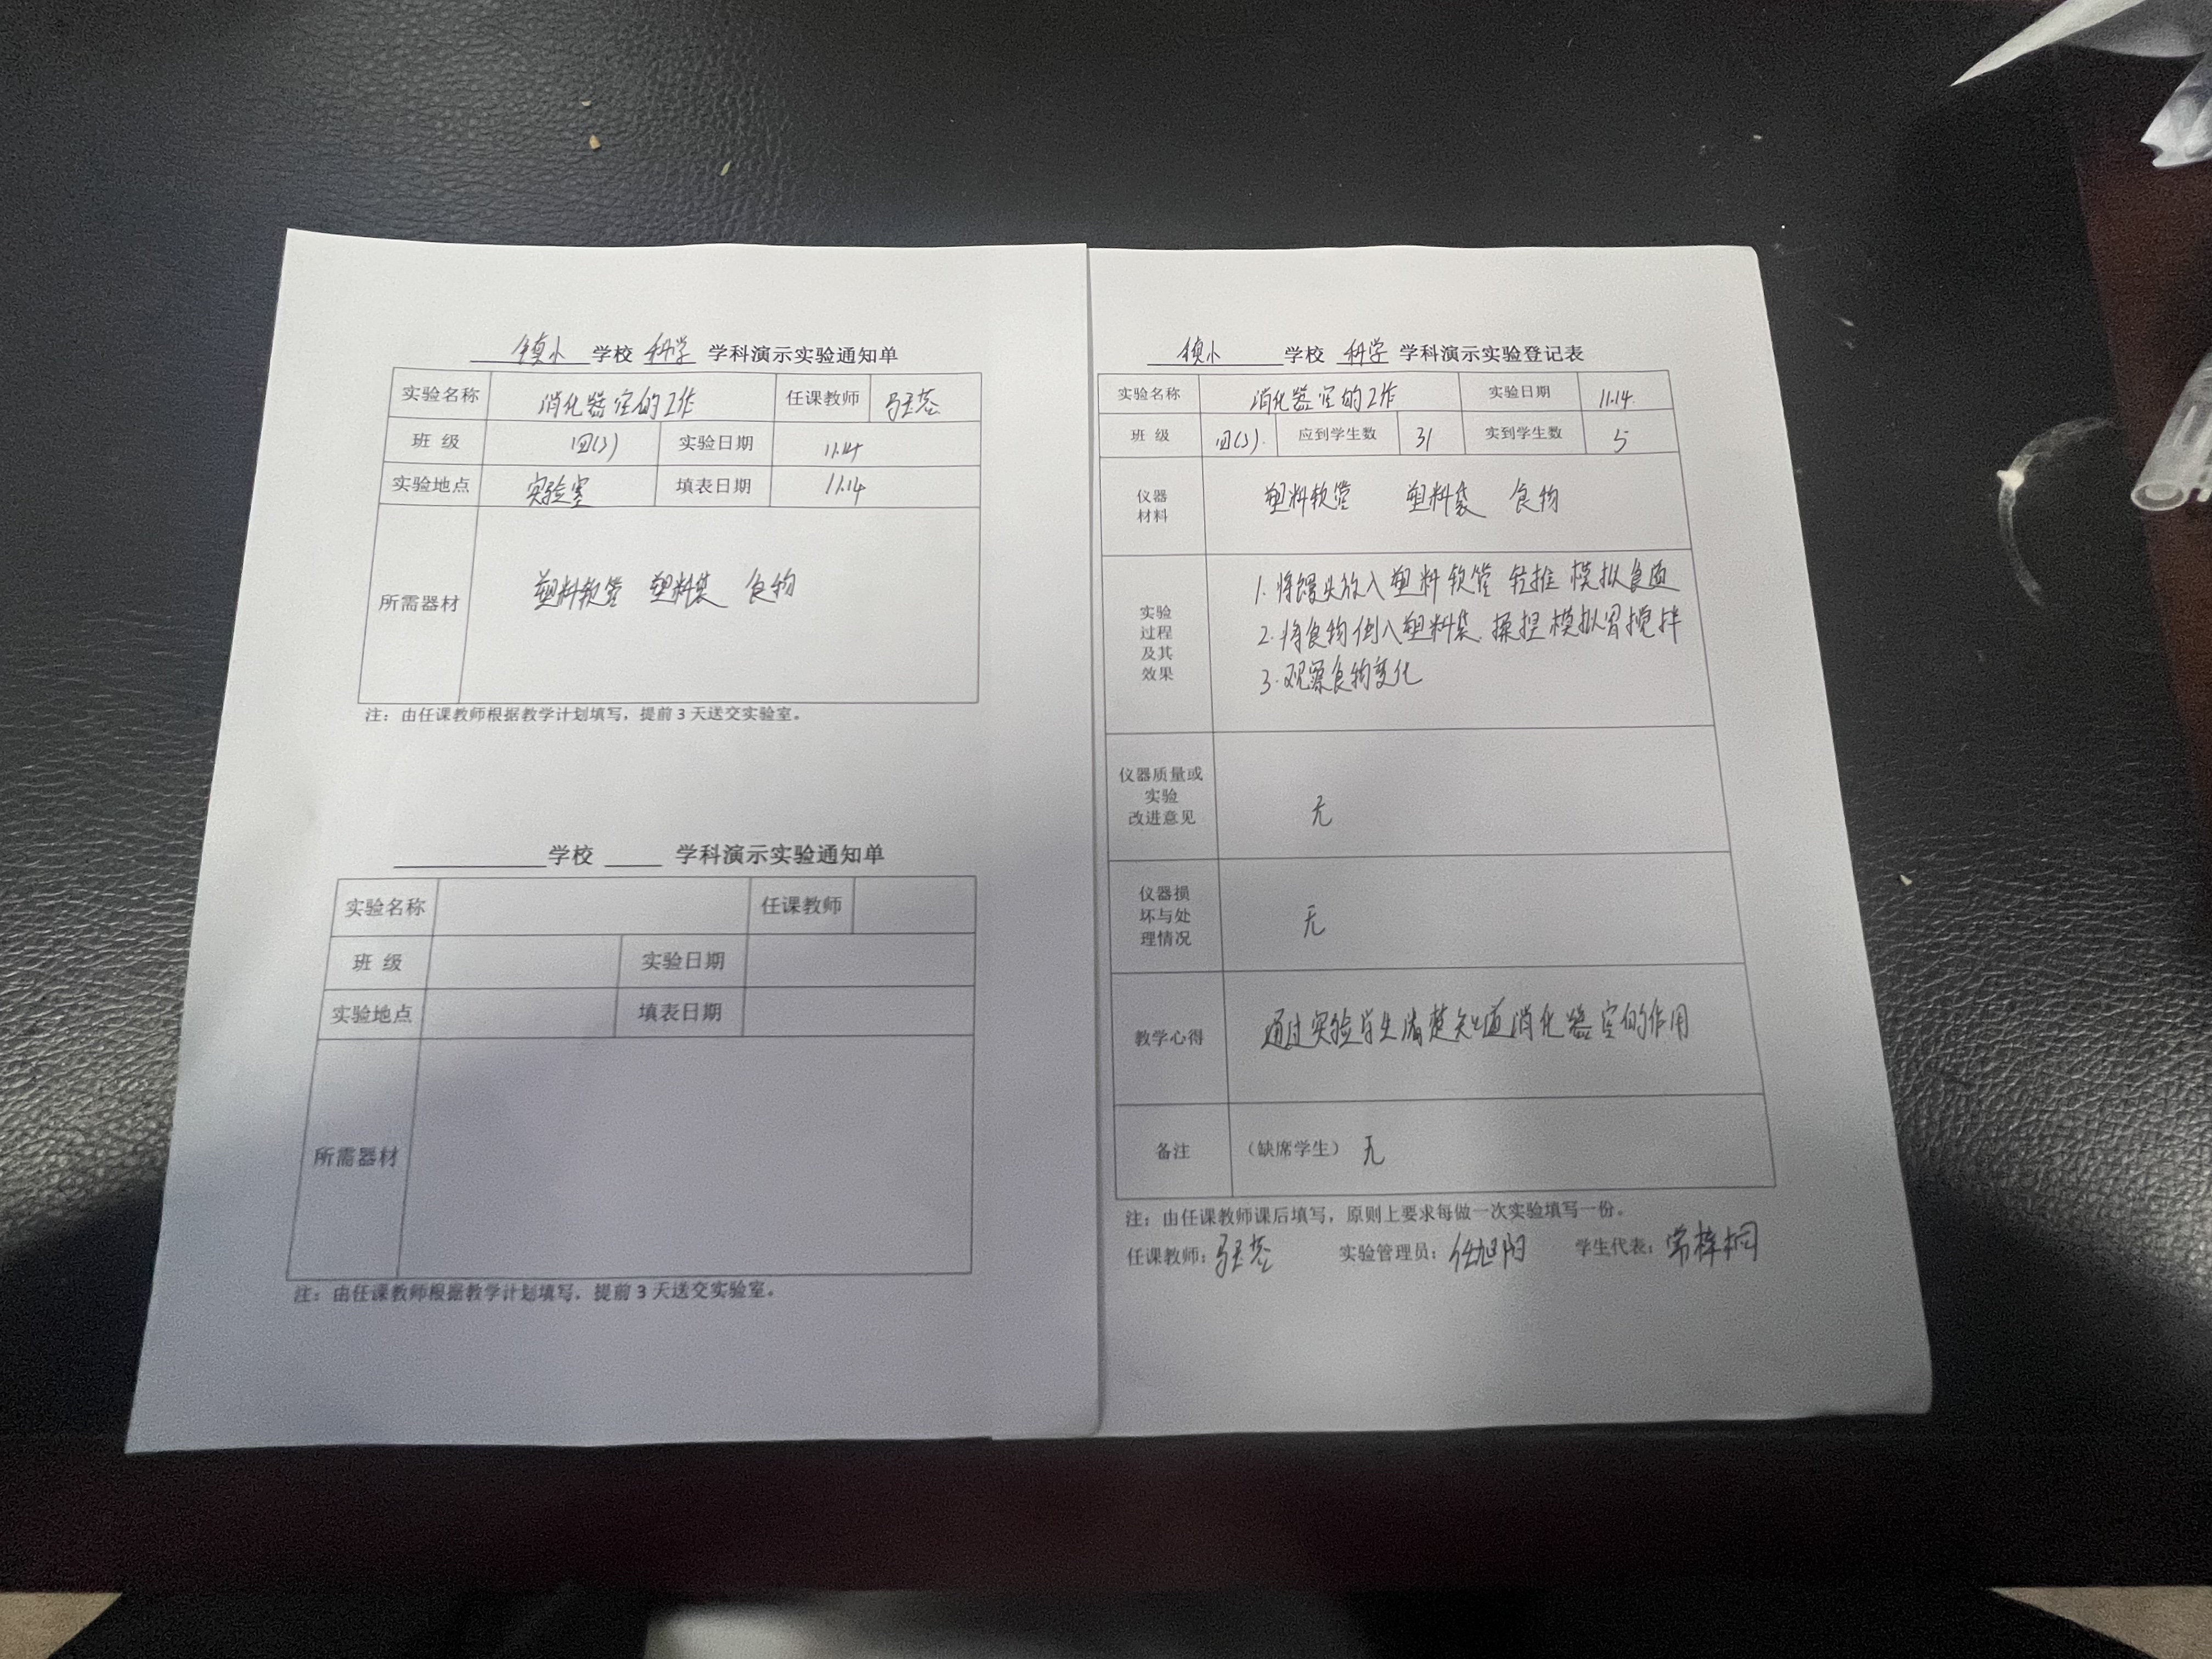 镇小 学校 科学 学科演示实验通知单
实验名称 消化器官的工作 任课教师
班 级 四(3) 实验日期 11.14
实验地点 实验室 填表日期 11.14
所需器材 塑料软管 塑料袋 食物
注：由任课教师根据教学计划填写，提前 3 天送交实验室。
学校 学科演示实验通知单
实验名称 任课教师
班 级 实验日期
实验地点 填表日期
所需器材
注：由任课教师根据教学计划填写，提前 3 天送交实验室。
镇小 学校 科学 学科演示实验登记表
实验名称 消化器官的工作 实验日期 11.14.
班 级 四(3). 应到学生数 31 实到学生数 5
仪器
材料
塑料软管 塑料袋 食物
实验
过程
及其
效果
1. 将馒头放入塑料软管 轻推 模拟食道
2. 将食物倒入塑料袋. 揉捏 模拟胃搅拌
3. 观察食物变化
仪器质量或
实验
改进意见
无
仪器损
坏与处
理情况
无
教学心得 通过实验学生清楚知道消化器官的作用
备注 （缺席学生） 无
注：由任课教师课后填写，原则上要求每做一次实验填写一份。
任课教师： 实验管理员：任旭阳 学生代表：常梓桐